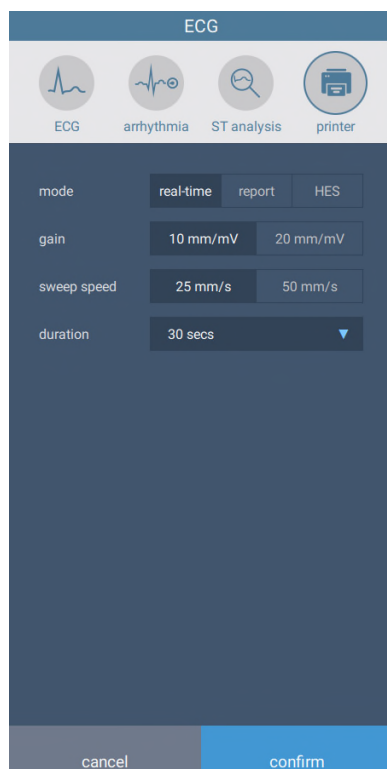 ECG
ECG arrhythmia ST analysis printer
mode real-time report HES
gain 10 mm/mV 20 mm/mV
sweep speed 25 mm/s 50 mm/s
duration 30 secs
cancel confirm